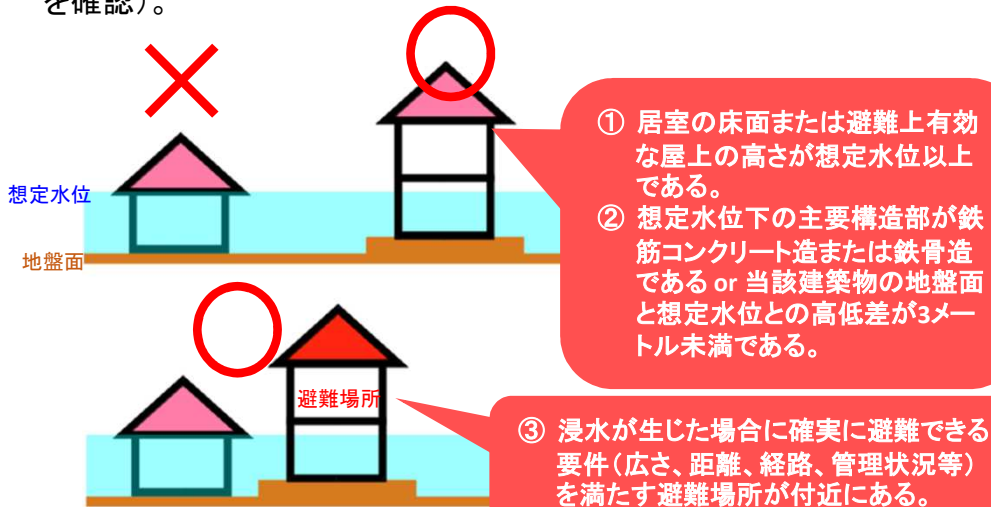 を確認)。
① 居室の床面または避難上有効
な屋上の高さが想定水位以上
である。
② 想定水位下の主要構造部が鉄
筋コンクリート造または鉄骨造
である or 当該建築物の地盤面
と想定水位との高低差が3メー
トル未満である。
想定水位
地盤面
避難場所
③ 浸水が生じた場合に確実に避難できる
要件(広さ、距離、経路、管理状況等)
を満たす避難場所が付近にある。